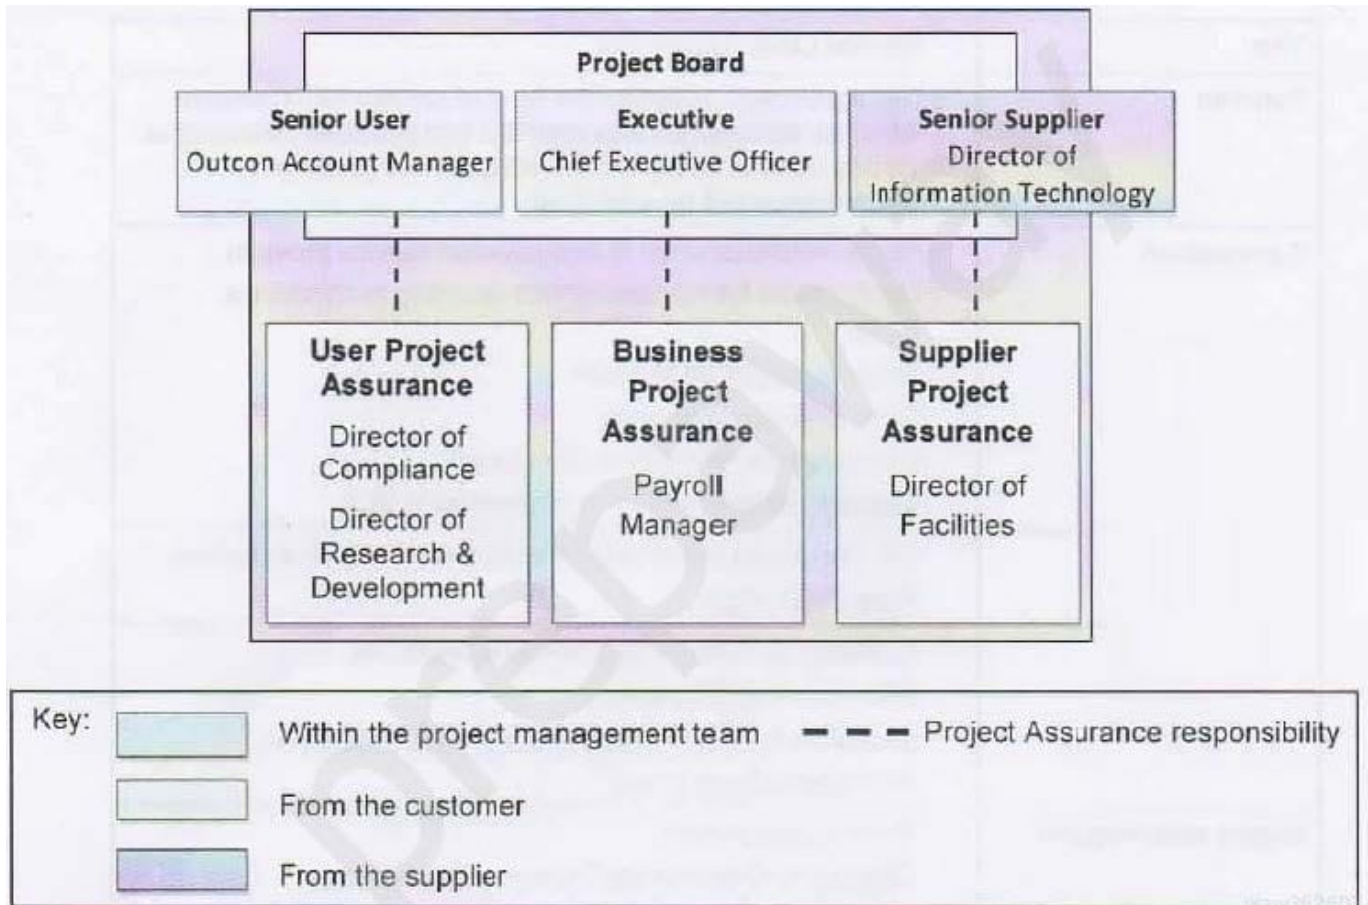 Project Board
Senior User
Outcon Account Manager
Executive
Chief Executive Officer
Senior Supplier
Director of
Information Technology
User Project
Assurance
Director of
Compliance
Director of
Research &
Development
Business
Project
Assurance
Payroll
Manager
Supplier
Project
Assurance
Director of
Facilities
Key:
Within the project management team
Project Assurance responsibility
From the customer
From the supplier
prepaway